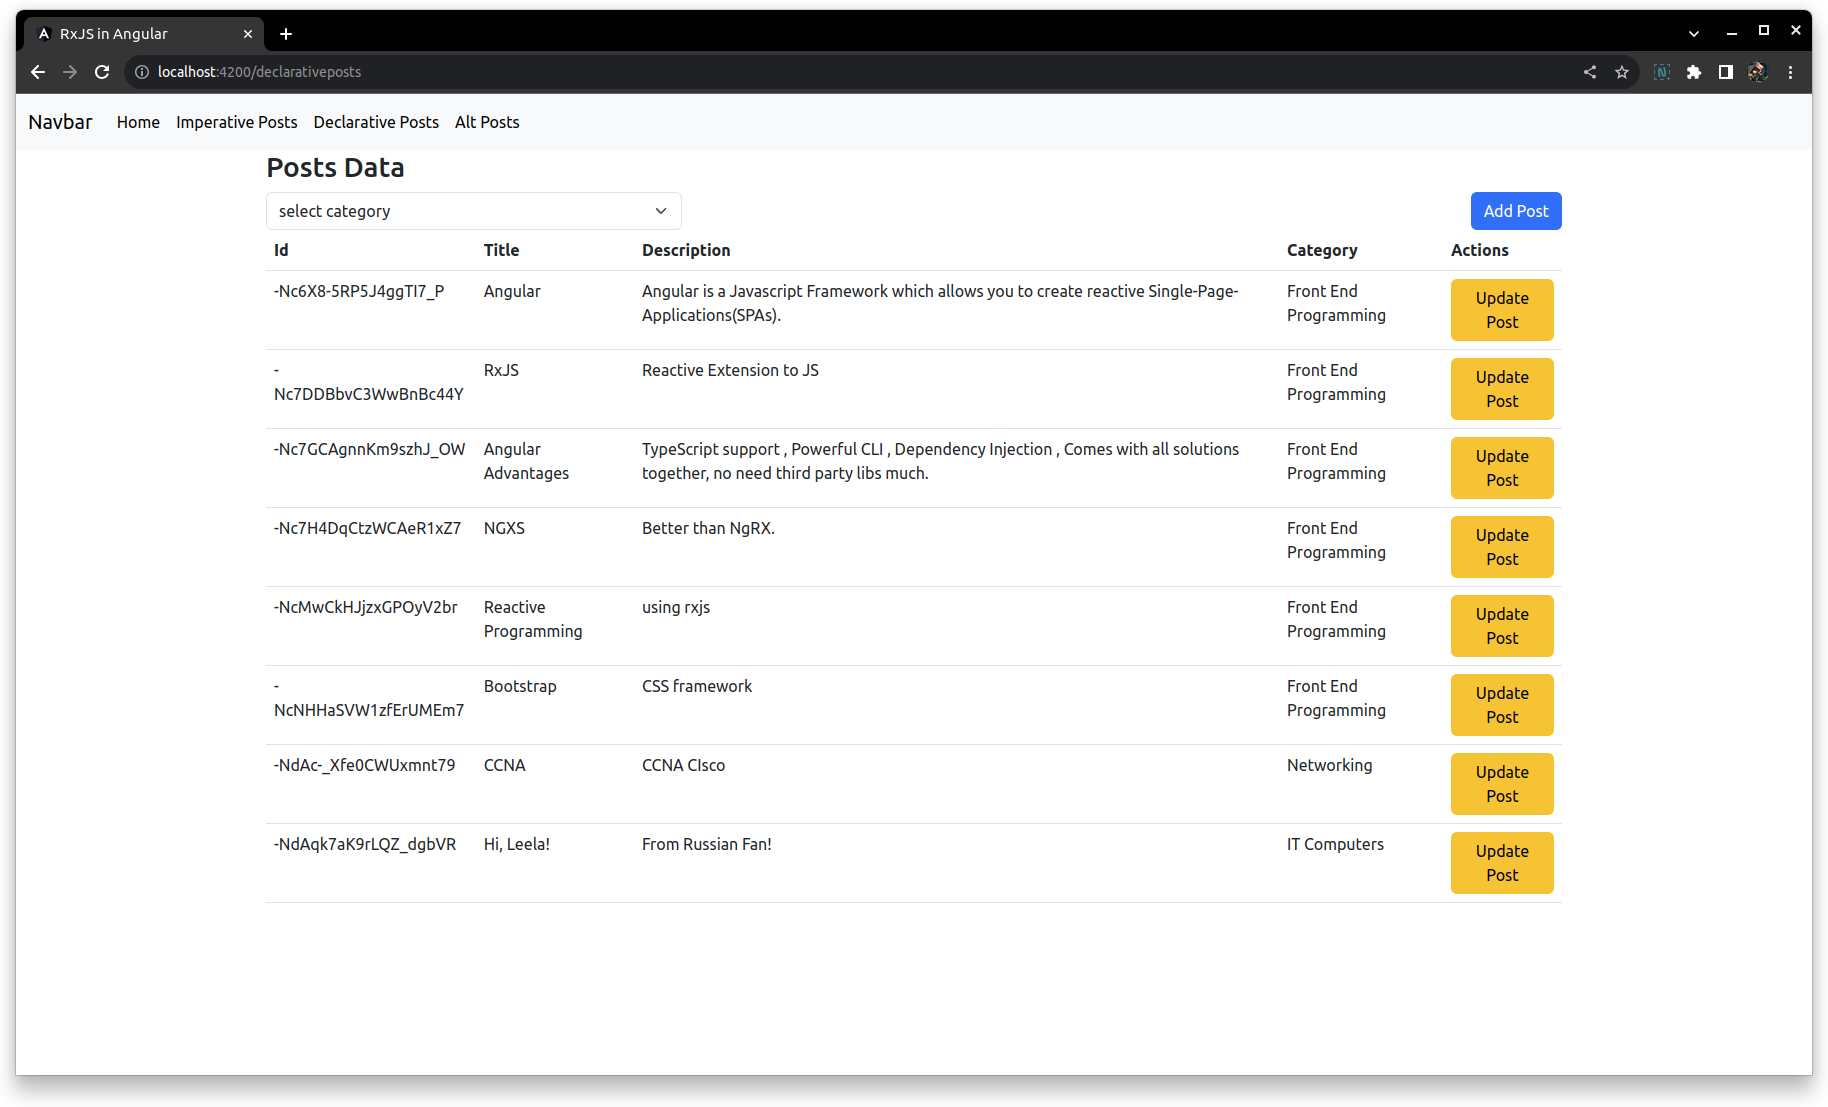 RxJS in Angular
localhost:4200/declarativeposts
Navbar Home Imperative Posts Declarative Posts Alt Posts
Posts Data
select category Add Post
Id Title Description Category Actions
-Nc6X8-5RP5J4ggTI7_P Angular Angular is a Javascript Framework which allows you to create reactive Single-Page- Front End Update
Applications(SPAs). Programming Post
- RxJS Reactive Extension to JS Front End Update
Nc7DDBbvC3WwBnBc44Y Programming Post
-Nc7GCAgnnKm9szhJ_OW Angular TypeScript support , Powerful CLI , Dependency Injection , Comes with all solutions Front End Update
Advantages together, no need third party libs much. Programming Post
-Nc7H4DqCtzWCAeR1xZ7 NGXS Better than NgRX. Front End Update
Programming Post
-NcMwCkHJjzxGPOyV2br Reactive using rxjs Front End Update
Programming Programming Post
- Bootstrap CSS framework Front End Update
NcNHHaSVW1zfErUMEm7 Programming Post
-NdAc-_Xfe0CWUxmnt79 CCNA CCNA CIsco Networking Update
Post
-NdAqk7aK9rLQZ_dgbVR Hi, Leela! From Russian Fan! IT Computers Update
Post